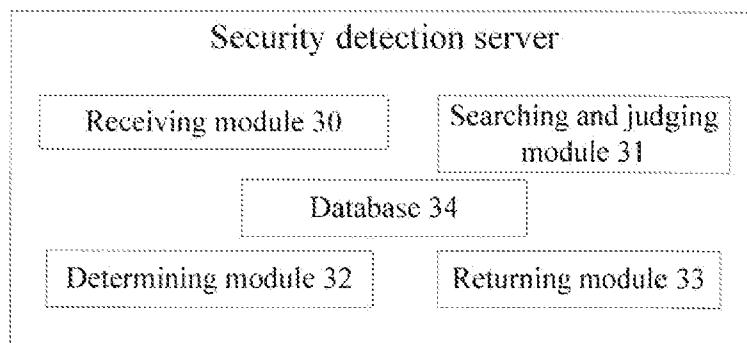 Security detection server
Receiving module 30
Searching and judging
module 31
Database 34
Determining module 32
Returning module 33